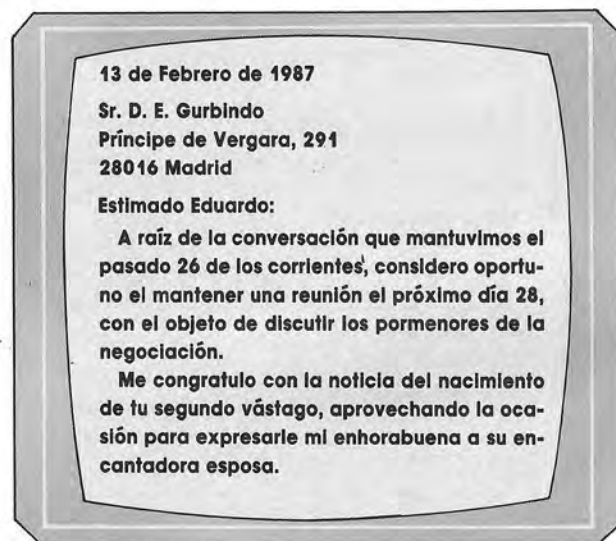 13 de Febrero de 1987
Sr. D. E. Gurbindo
Príncipe de Vergara, 291
28016 Madrid
Estimado Eduardo:
A raíz de la conversación que mantuvimos el
pasado 26 de los corrientes, considero oportu-
no el mantener una reunión el próximo día 28,
con el objeto de discutir los pormenores de la
negociación.
Me congratulo con la noticia del nacimiento
de tu segundo vástago, aprovechando la oca-
sión para expresarle mi enhorabuena a su en-
cantadora esposa.